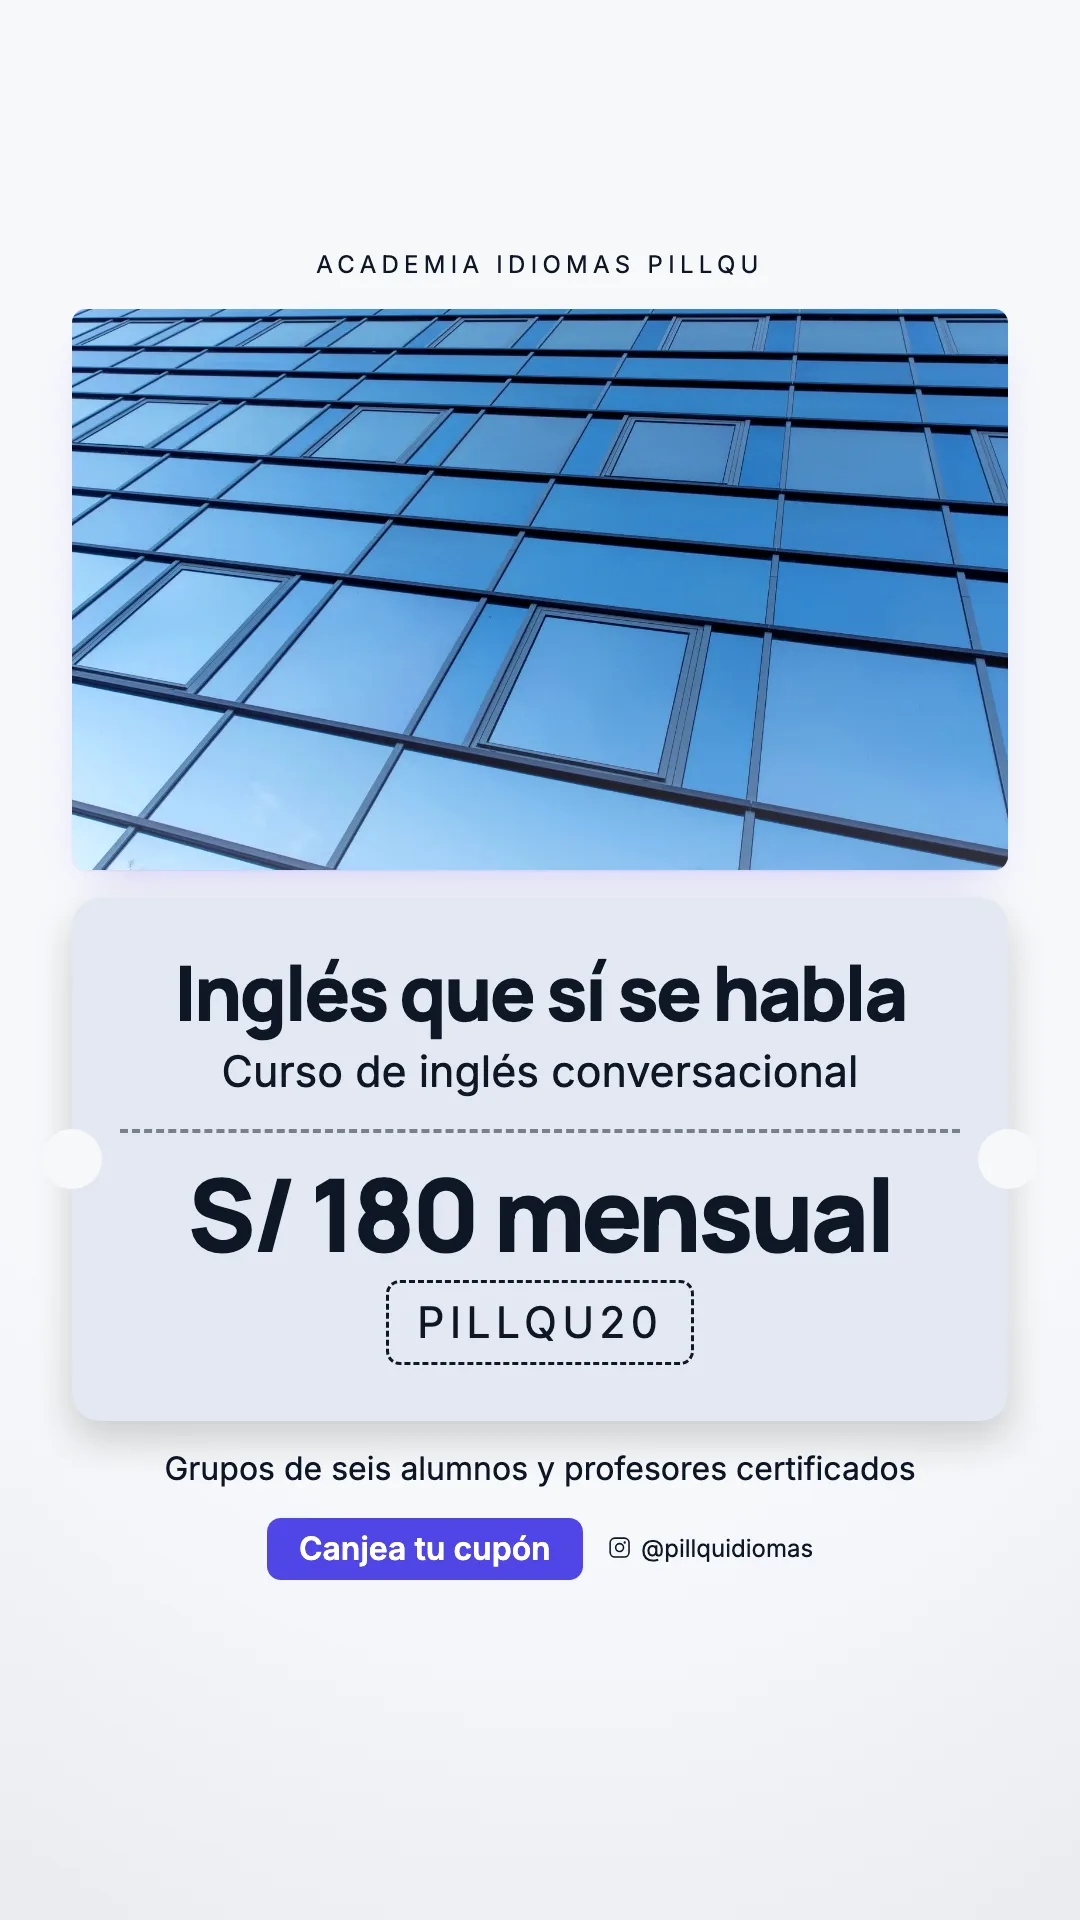 ACADEMIA IDIOMAS PILLQU
Inglés que sí se habla
Curso de inglés conversacional
S/ 180 mensual
PILLQU20
Grupos de seis alumnos y profesores certificados
Canjea tu cupón
@pillquidiomas